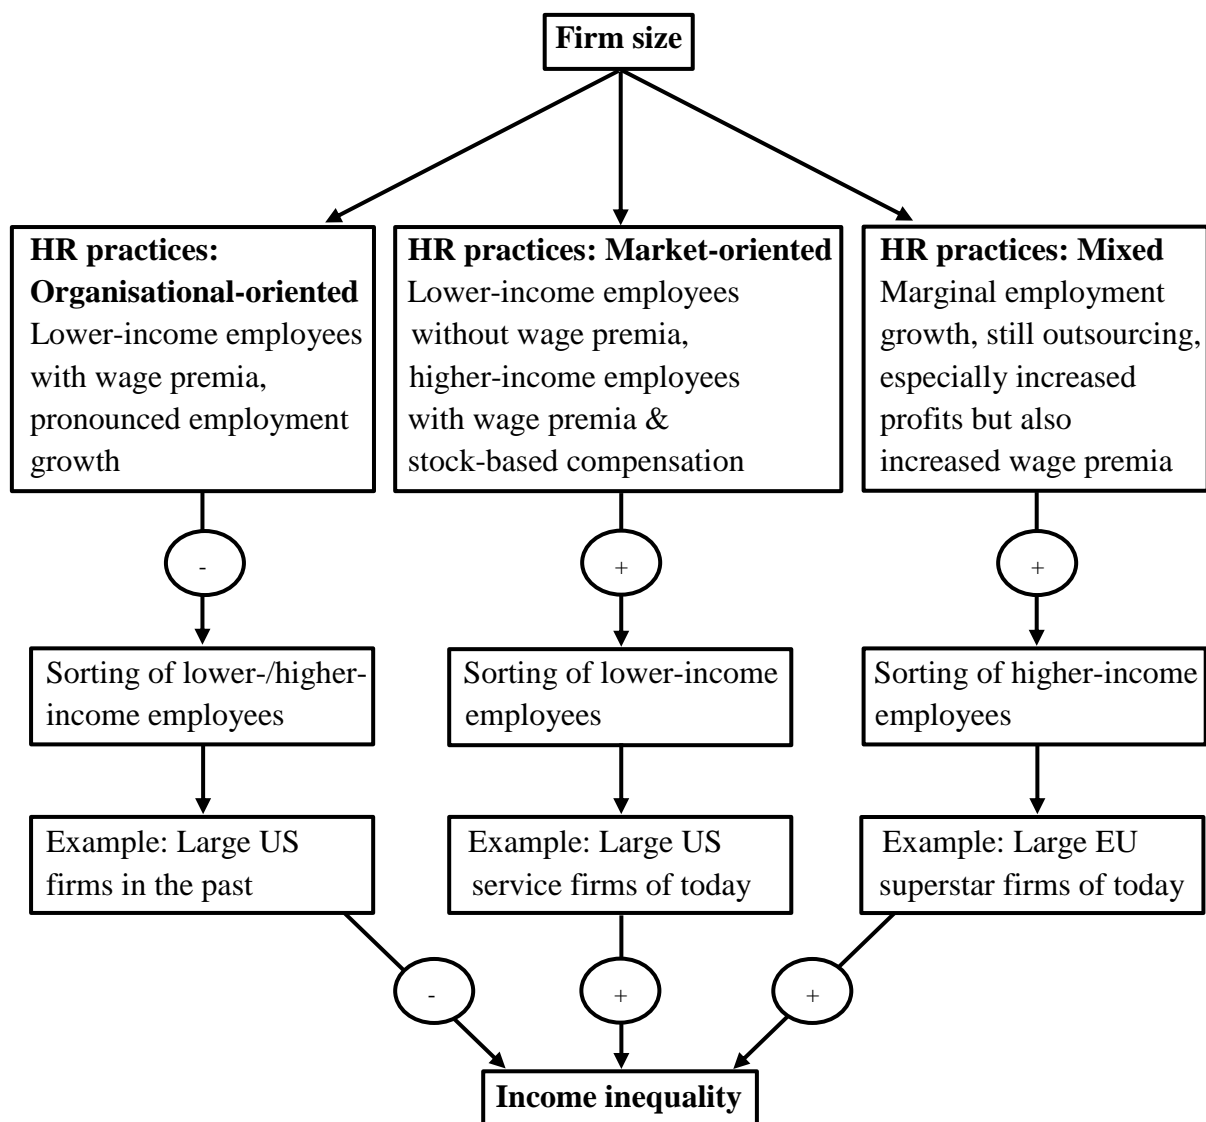 Firm size
HR practices:
Organisational-oriented
Lower-income employees
with wage premia,
pronounced employment
growth
HR practices: Market-oriented
Lower-income employees
without wage premia,
higher-income employees
with wage premia &
stock-based compensation
HR practices: Mixed
Marginal employment
growth, still outsourcing,
especially increased
profits but also
increased wage premia
-
+
+
Sorting of lower-/higher-
income employees
Sorting of lower-income
employees
Sorting of higher-income
employees
Example: Large US
firms in the past
Example: Large US
service firms of today
Example: Large EU
superstar firms of today
-
+
+
Income inequality